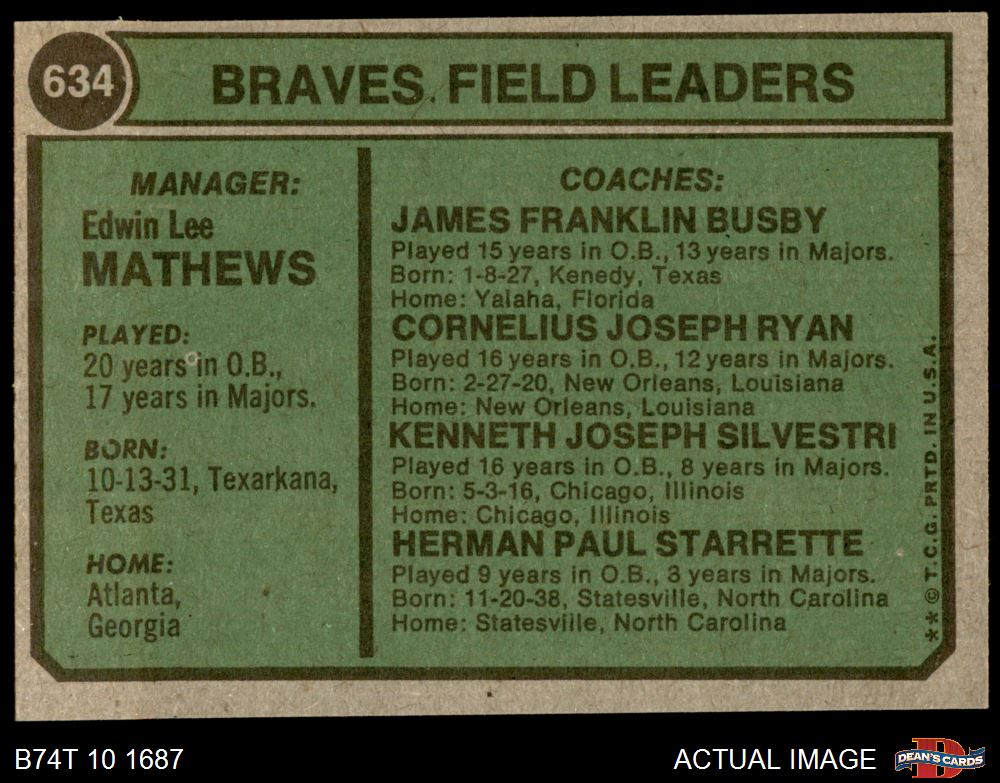 634
BRAVES FIELD LEADERS
MANAGER:
Edwin Lee
MATHEWS
PLAYED:
20 years in O.B.,
17 years in Majors.
BORN:
10-13-31, Texarkana,
Texas
HOME:
Atlanta,
Georgia
COACHES:
JAMES FRANKLIN BUSBY
Played 15 years in O.B., 13 years in Majors.
Born: 1-8-27, Kenedy, Texas
Home: Yalaha, Florida
CORNELIUS JOSEPH RYAN
Played 16 years in O.B., 12 years in Majors.
Born: 2-27-20, New Orleans, Louisiana
Home: New Orleans, Louisiana
KENNETH JOSEPH SILVESTRI
Played 16 years in O.B., 8 years in Majors.
Born: 5-3-16, Chicago, Illinois
Home: Chicago, Illinois
HERMAN PAUL STARRETTE
Played 9 years in O.B., 3 years in Majors.
Born: 11-20-38, Statesville, North Carolina
Home: Statesville, North Carolina
** © T.C.G. PRTD. IN U.S.A.
B74T 10 1687
ACTUAL IMAGE
D
DEAN'S CARDS